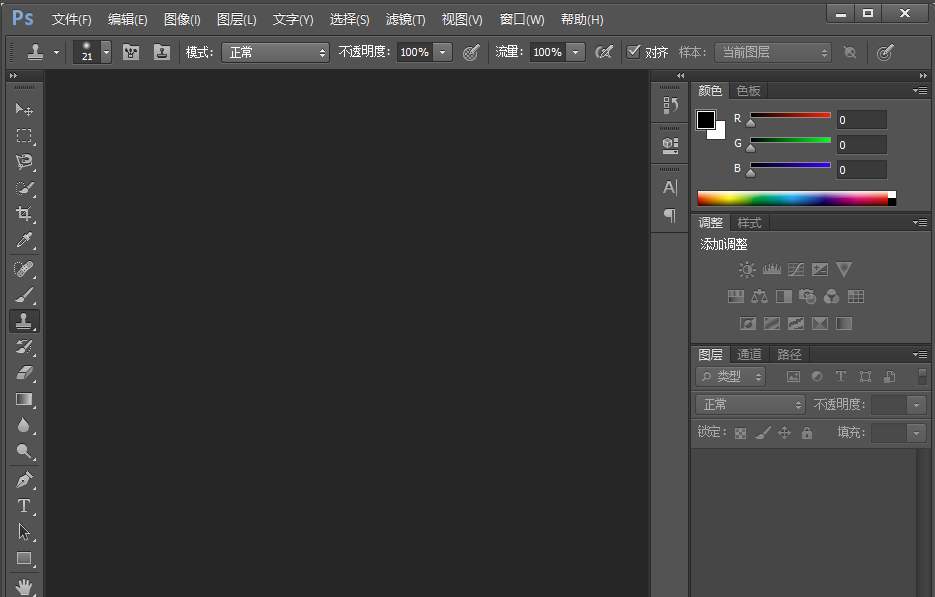 Ps 文件(F) 编辑(E) 图像(I) 图层(L) 文字(Y) 选择(S) 滤镜(T) 视图(V) 窗口(W) 帮助(H)
21 模式: 正常 不透明度: 100% 流量: 100% 对齐 样本: 当前图层
颜色 色板
R 0
G 0
B 0
调整 样式
添加调整
图层 通道 路径
类型
正常 不透明度:
锁定: 填充: